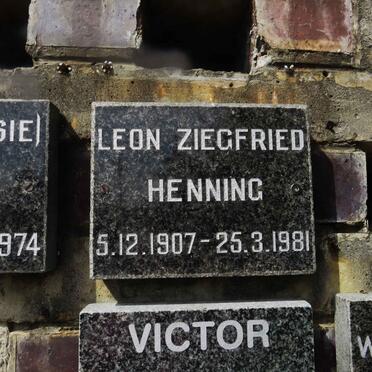 SIE)
974
LEON ZIEGFRIED
HENNING
5.12.1907-25.3.1981
VICTOR
W